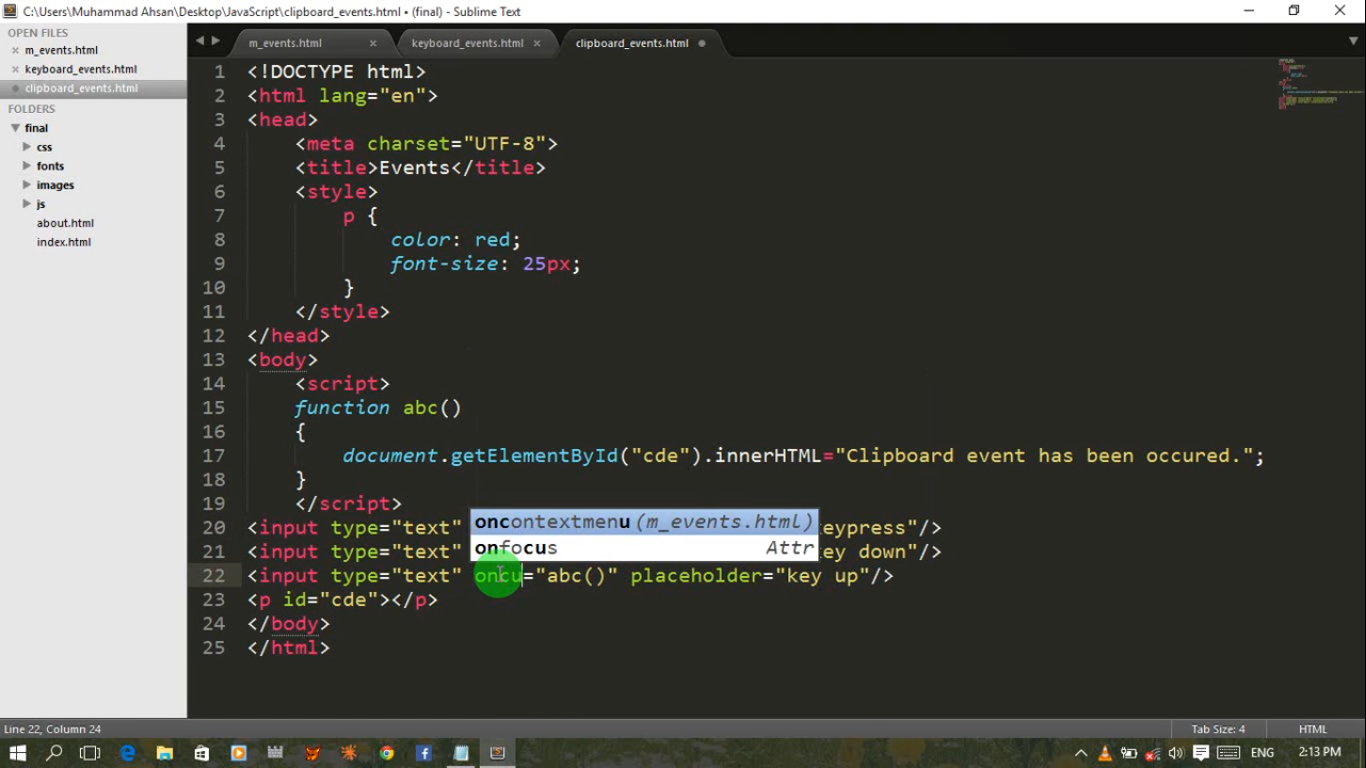 C:\Users\Muhammad Ahsan\Desktop\JavaScript\clipboard_events.html • (final) - Sublime Text
OPEN FILES
m_events.html
keyboard_events.html
clipboard_events.html
FOLDERS
final
css
fonts
images
js
about.html
index.html
m_events.html
keyboard_events.html
clipboard_events.html
1 <!DOCTYPE html>
2 <html lang="en">
3 <head>
4 <meta charset="UTF-8">
5 <title>Events</title>
6 <style>
7 p {
8 color: red;
9 font-size: 25px;
10 }
11 </style>
12 </head>
13 <body>
14 <script>
15 function abc()
16 {
17 document.getElementById("cde").innerHTML="Clipboard event has been occured.";
18 }
19 </script>
oncontextmenu (m_events.html)
onfocus Attr
20 <input type="text" eypress"/>
21 <input type="text" ey down"/>
22 <input type="text" oncu="abc()" placeholder="key up"/>
23 <p id="cde"></p>
24 </body>
25 </html>
Line 22, Column 24
Tab Size: 4
HTML
ENG
2:13 PM